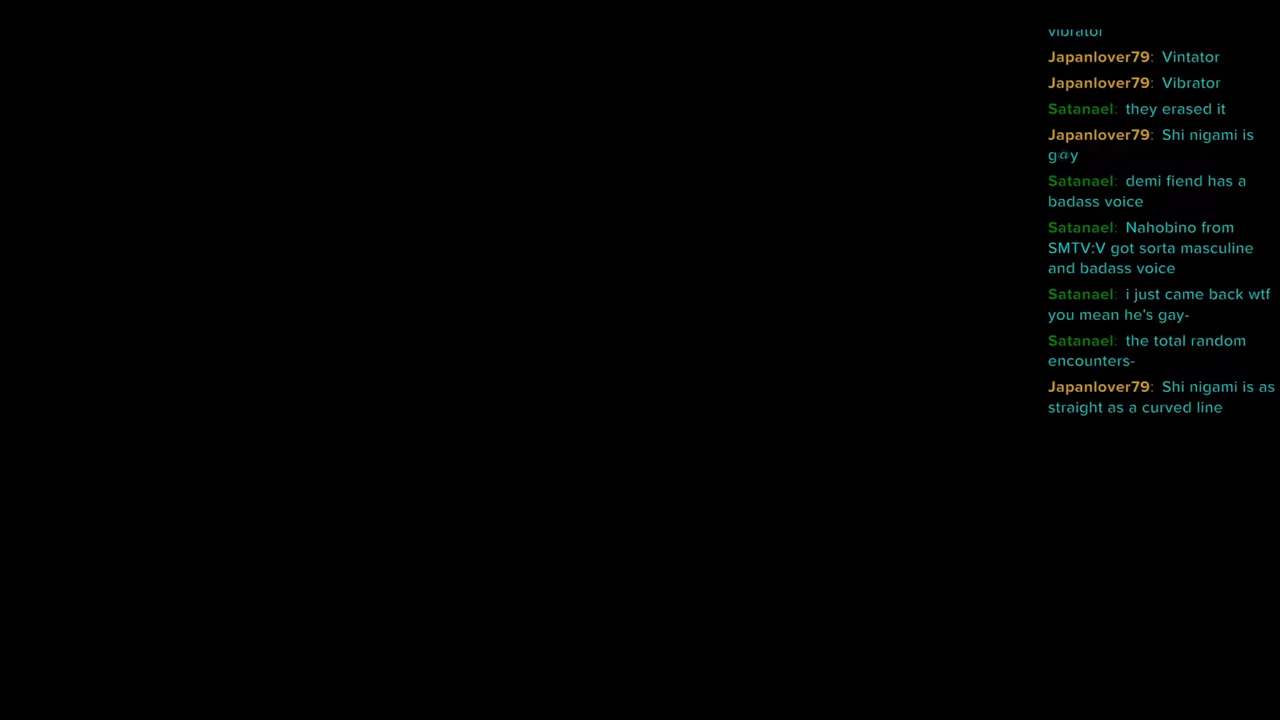 vibrator
Japanlover79: Vintator
Japanlover79: Vibrator
Satanael: they erased it
Japanlover79: Shi nigami is
gay
Satanael: demi fiend has a
badass voice
Satanael: Nahobino from
SMTV:V got sorta masculine
and badass voice
Satanael: i just came back wtf
you mean he's gay-
Satanael: the total random
encounters-
Japanlover79: Shi nigami is as
straight as a curved line